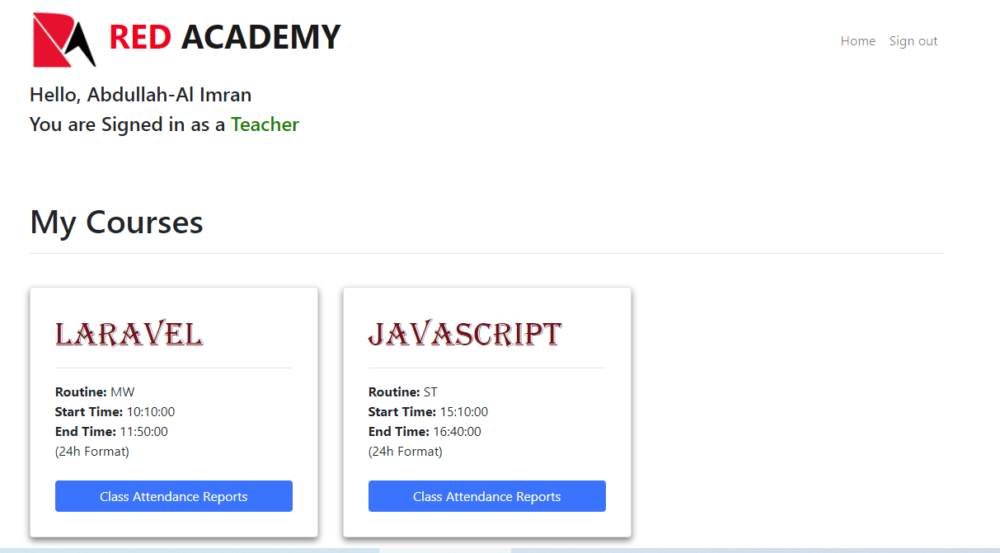 RED ACADEMY
Home Sign out
Hello, Abdullah-Al Imran
You are Signed in as a Teacher
My Courses
LARAVEL
Routine: MW
Start Time: 10:10:00
End Time: 11:50:00
(24h Format)
Class Attendance Reports
JAVASCRIPT
Routine: ST
Start Time: 15:10:00
End Time: 16:40:00
(24h Format)
Class Attendance Reports